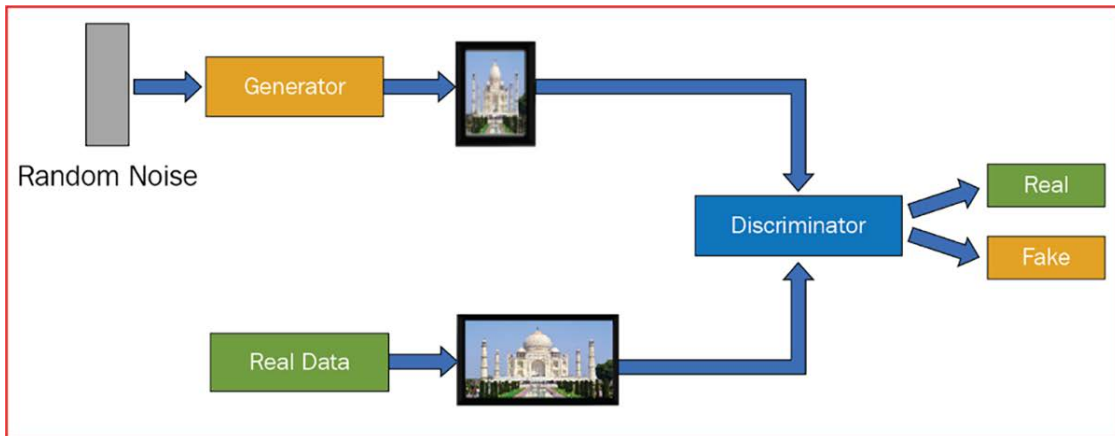 Generator
Random Noise
Real
Discriminator
Fake
Real Data